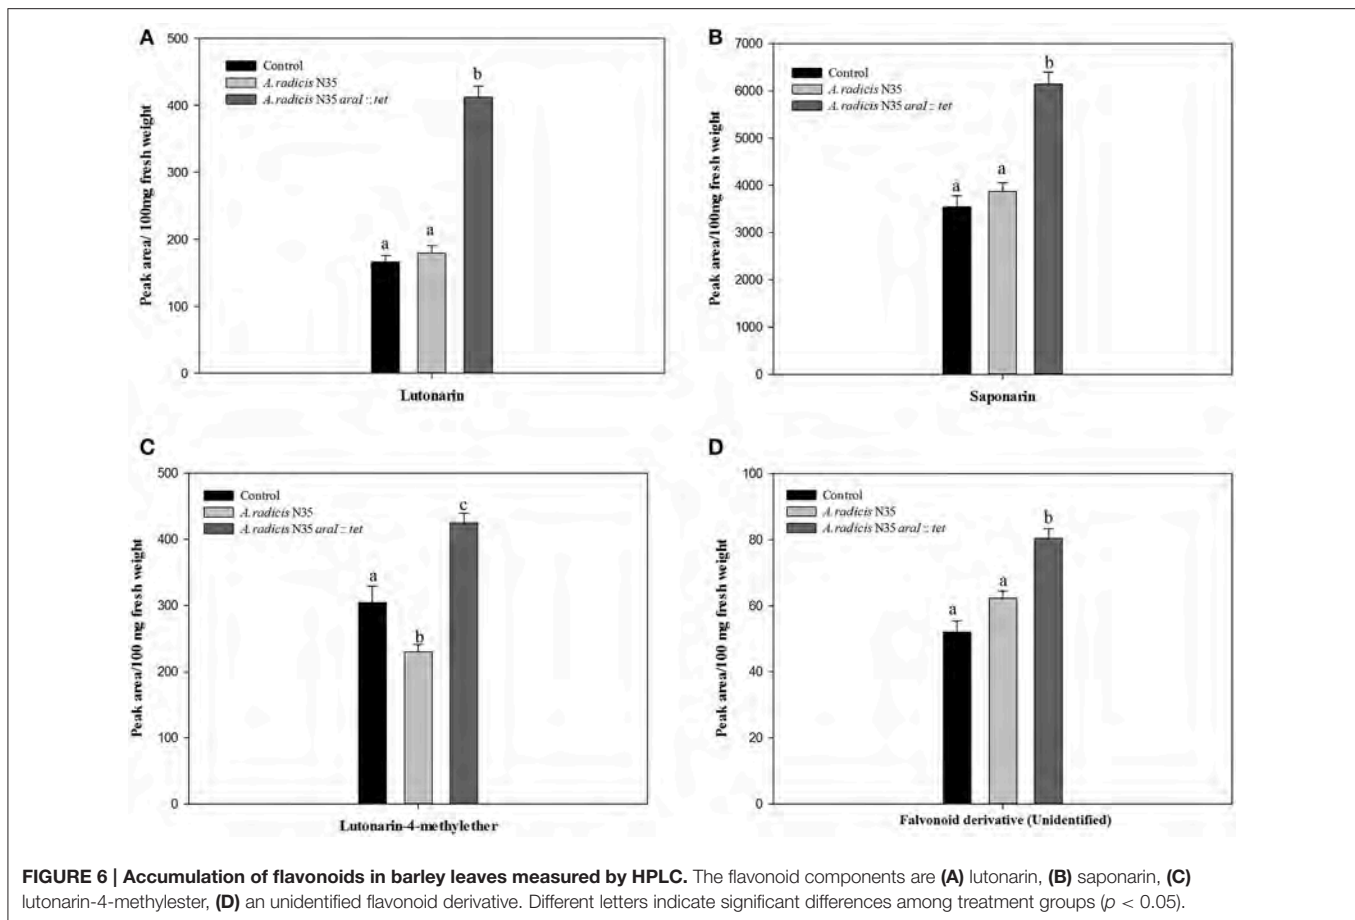 A
500
400
300
200
100
0
Peak area/ 100mg fresh weight
Control
A.radicis N35
A.radicis N35 araI :: tet
a
a
b
Lutonarin
B
7000
6000
5000
4000
3000
2000
1000
0
Peak area/100mg fresh weight
Control
A.radicis N35
A.radicis N35 araI :: tet
a
a
b
Saponarin
C
500
400
300
200
100
0
Peak area/100 mg fresh weight
Control
A.radicis N35
A.radicis N35 araI :: tet
a
b
c
Lutonarin-4-methylether
D
100
80
60
40
20
0
Peak area/100 mg fresh weight
Control
A.radicis N35
A.radicis N35 araI :: tet
a
a
b
Falvonoid derivative (Unidentified)
FIGURE 6 | Accumulation of flavonoids in barley leaves measured by HPLC. The flavonoid components are (A) lutonarin, (B) saponarin, (C)
lutonarin-4-methylester, (D) an unidentified flavonoid derivative. Different letters indicate significant differences among treatment groups (p < 0.05).